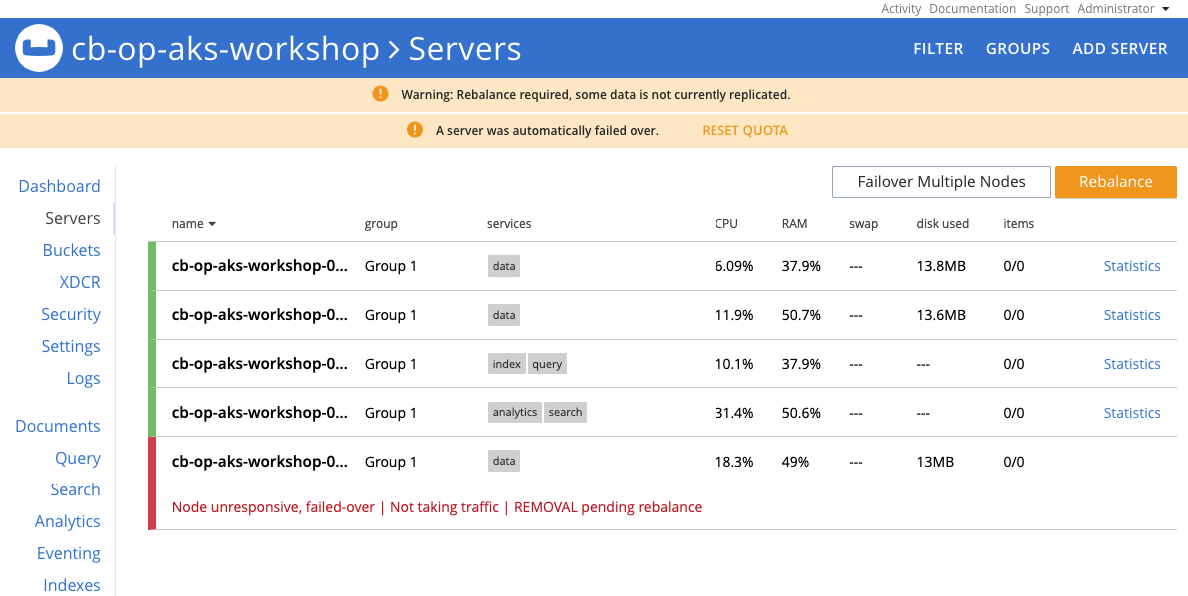 Activity Documentation Support Administrator
cb-op-aks-workshop > Servers
FILTER GROUPS ADD SERVER
Warning: Rebalance required, some data is not currently replicated.
A server was automatically failed over. RESET QUOTA
Dashboard
Servers
Buckets
XDCR
Security
Settings
Logs
Documents
Query
Search
Analytics
Eventing
Indexes
Failover Multiple Nodes Rebalance
name group services CPU RAM swap disk used items
cb-op-aks-workshop-0... Group 1 data 6.09% 37.9% --- 13.8MB 0/0 Statistics
cb-op-aks-workshop-0... Group 1 data 11.9% 50.7% --- 13.6MB 0/0 Statistics
cb-op-aks-workshop-0... Group 1 index query 10.1% 37.9% --- --- 0/0 Statistics
cb-op-aks-workshop-0... Group 1 analytics search 31.4% 50.6% --- --- 0/0 Statistics
cb-op-aks-workshop-0... Group 1 data 18.3% 49% --- 13MB 0/0
Node unresponsive, failed-over | Not taking traffic | REMOVAL pending rebalance